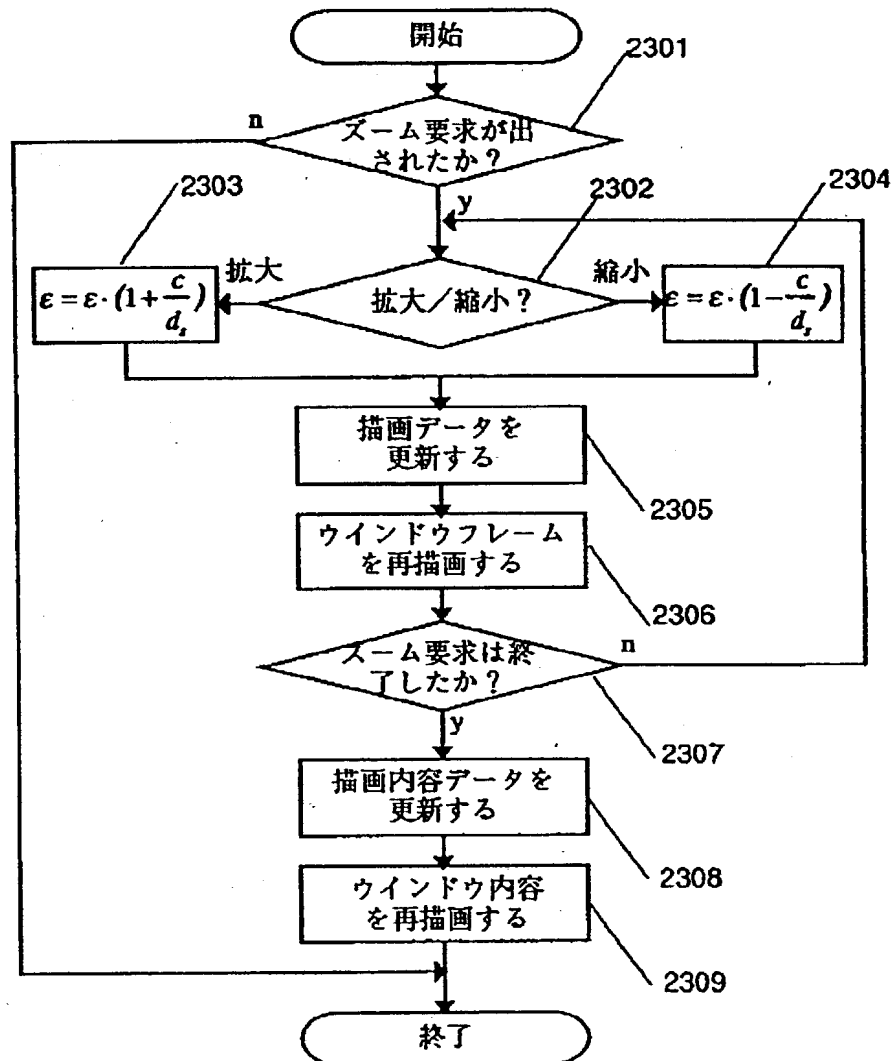 開始
2301
n
ズーム要求が出
されたか?
y
2302
2303
2304
拡大
縮小
ε = ε·(1+c/d_s)
拡大/縮小?
ε = ε·(1-c/d_s)
描画データを
更新する
2305
ウインドウフレーム
を再描画する
2306
ズーム要求は終
了したか?
n
y
2307
描画内容データを
更新する
2308
ウインドウ内容
を再描画する
2309
終了